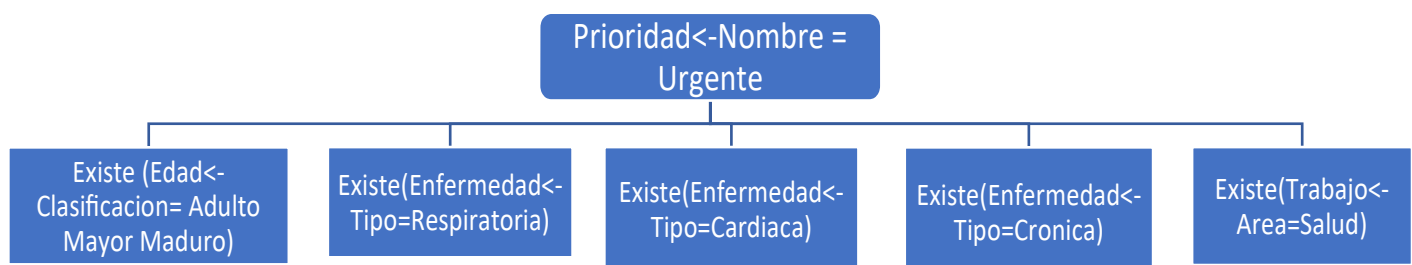 Prioridad<-Nombre =
Urgente
Existe (Edad<-
Clasificacion= Adulto
Mayor Maduro)
Existe(Enfermedad<-
Tipo=Respiratoria)
Existe(Enfermedad<-
Tipo=Cardiaca)
Existe(Enfermedad<-
Tipo=Cronica)
Existe(Trabajo<-
Area=Salud)